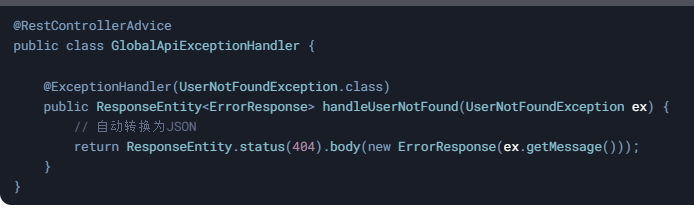 @RestControllerAdvice
public class GlobalApiExceptionHandler {
@ExceptionHandler(UserNotFoundException.class)
public ResponseEntity<ErrorResponse> handleUserNotFound(UserNotFoundException ex) {
// 自动转换为JSON
return ResponseEntity.status(404).body(new ErrorResponse(ex.getMessage()));
}
}